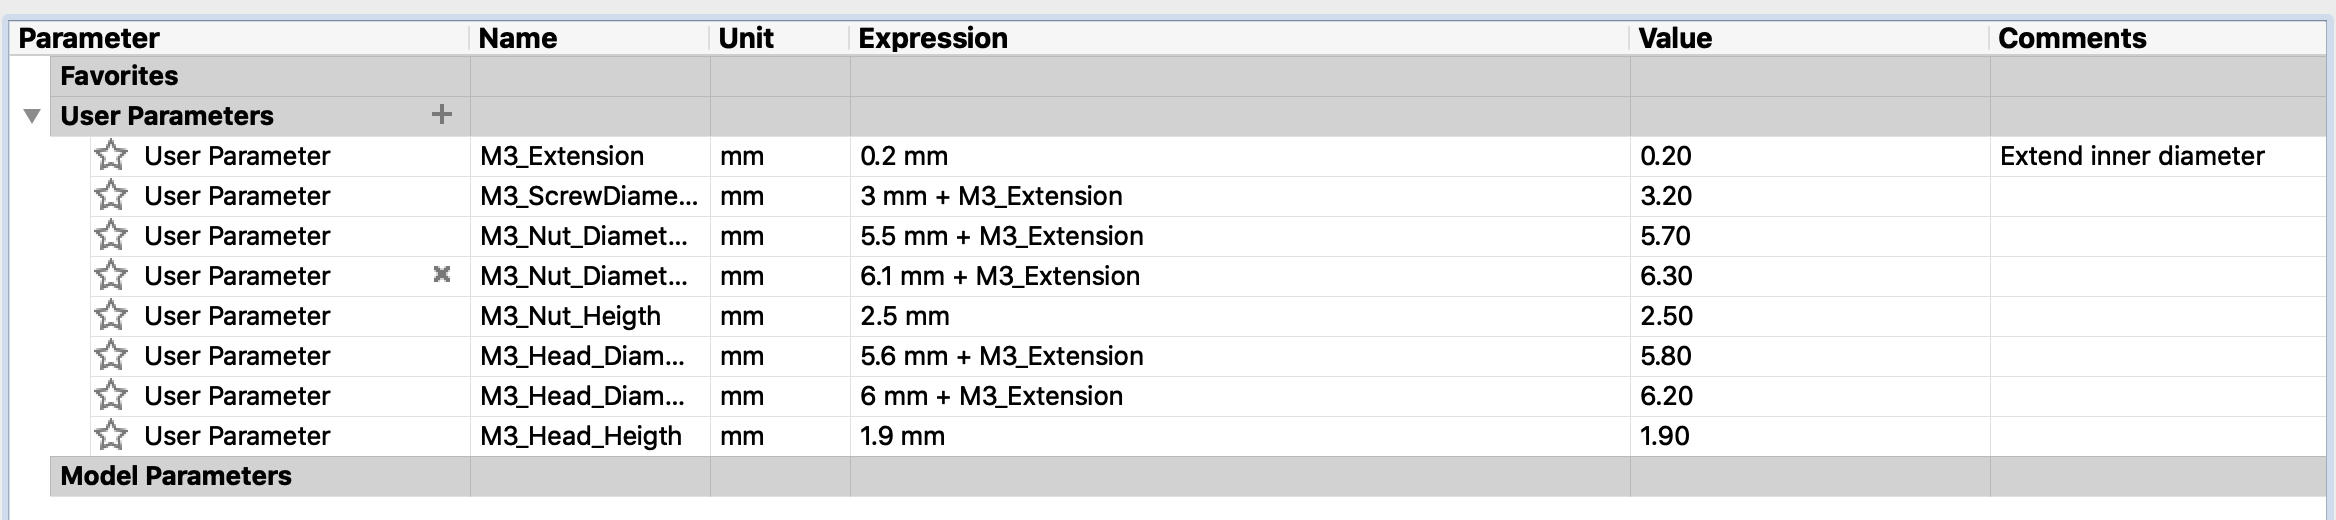 Parameter Name Unit Expression Value Comments
Favorites
User Parameters +
User Parameter M3_Extension mm 0.2 mm 0.20 Extend inner diameter
User Parameter M3_ScrewDiame... mm 3 mm + M3_Extension 3.20
User Parameter M3_Nut_Diamet... mm 5.5 mm + M3_Extension 5.70
User Parameter M3_Nut_Diamet... mm 6.1 mm + M3_Extension 6.30
User Parameter M3_Nut_Heigth mm 2.5 mm 2.50
User Parameter M3_Head_Diam... mm 5.6 mm + M3_Extension 5.80
User Parameter M3_Head_Diam... mm 6 mm + M3_Extension 6.20
User Parameter M3_Head_Heigth mm 1.9 mm 1.90
Model Parameters